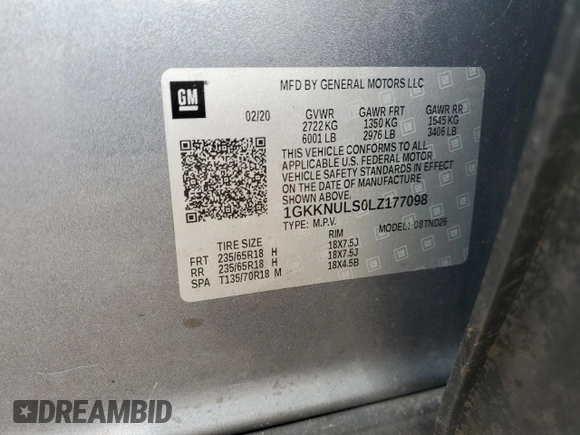 GM
MFD BY GENERAL MOTORS LLC
02/20 GVWR GAWR FRT GAWR RR
2722 KG 1350 KG 1545 KG
6001 LB 2976 LB 3406 LB
THIS VEHICLE CONFORMS TO ALL
APPLICABLE U.S. FEDERAL MOTOR
VEHICLE SAFETY STANDARDS IN
EFFECT ON THE DATE OF MANUFACTURE
SHOWN ABOVE.
1GKKNULS0LZ177098
TYPE: M.P.V. MODEL: 08TND26
TIRE SIZE RIM
FRT 235/65R18 H 18X7.5J
RR 235/65R18 H 18X7.5J
SPA T135/70R18 M 18X4.5B
DREAMBID